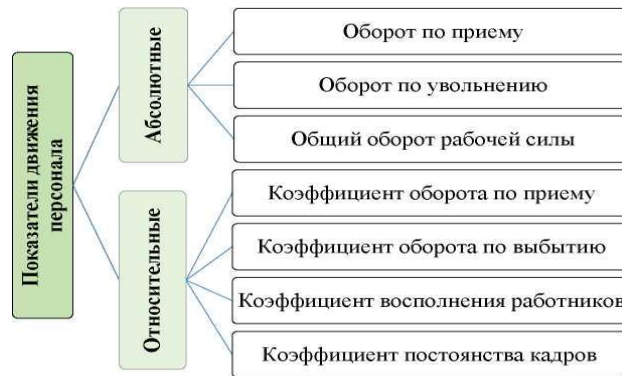 Показатели движения
персонала
Абсолютные
Оборот по приему
Оборот по увольнению
Общий оборот рабочей силы
Относительные
Коэффициент оборота по приему
Коэффициент оборота по выбытию
Коэффициент восполнения работников
Коэффициент постоянства кадров